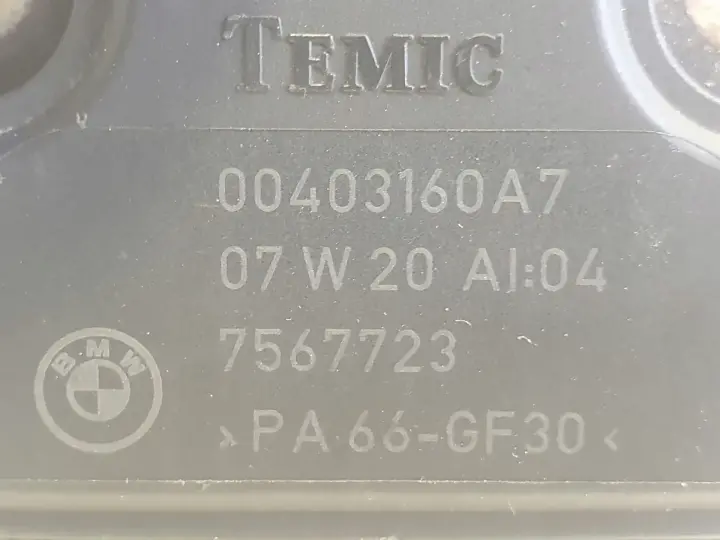 TEMIC
00403160A7
07 W 20 AI:04
7567723
BMW
>PA 66-GF30<